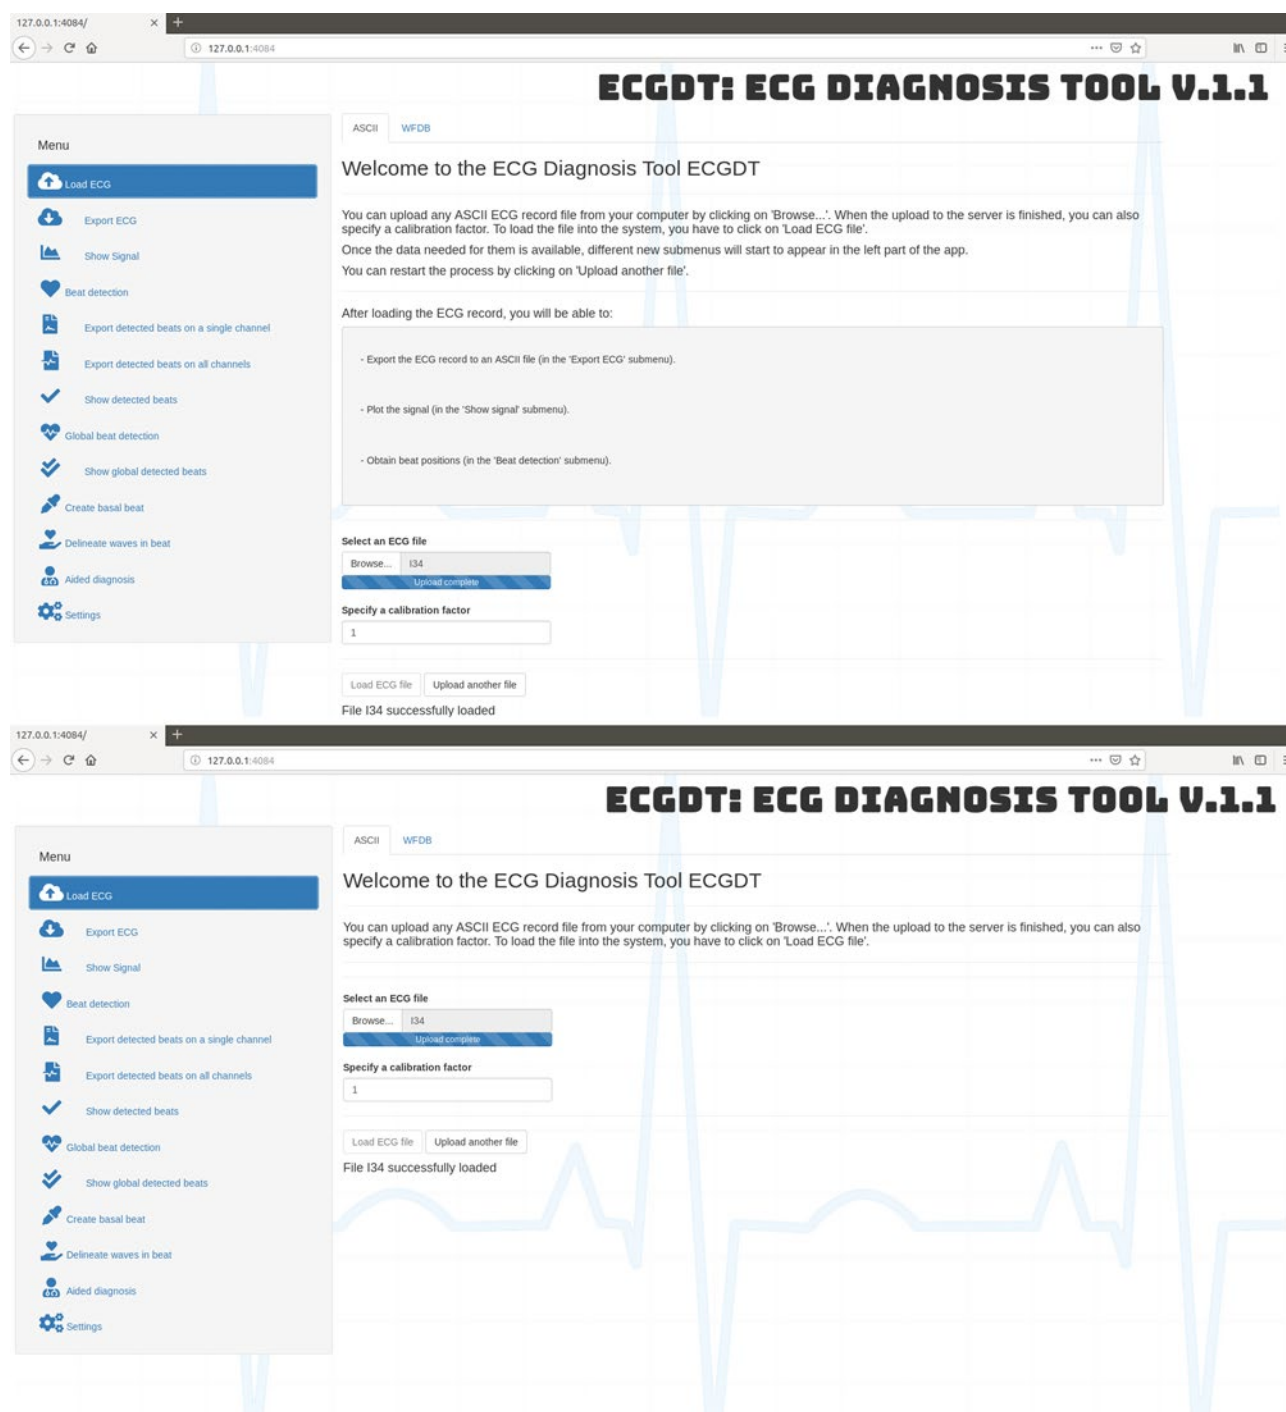 127.0.0.1:4084/ × +
127.0.0.1:4084
ECGDT: ECG DIAGNOSIS TOOL V.1.1
Menu
Load ECG
Export ECG
Show Signal
Beat detection
Export detected beats on a single channel
Export detected beats on all channels
Show detected beats
Global beat detection
Show global detected beats
Create basal beat
Delineate waves in beat
Aided diagnosis
Settings
ASCII WFDB
Welcome to the ECG Diagnosis Tool ECGDT
You can upload any ASCII ECG record file from your computer by clicking on 'Browse...'. When the upload to the server is finished, you can also
specify a calibration factor. To load the file into the system, you have to click on 'Load ECG file'.
Once the data needed for them is available, different new submenus will start to appear in the left part of the app.
You can restart the process by clicking on 'Upload another file'.
After loading the ECG record, you will be able to:
- Export the ECG record to an ASCII file (in the 'Export ECG' submenu).
- Plot the signal (in the 'Show signal' submenu).
- Obtain beat positions (in the 'Beat detection' submenu).
Select an ECG file
Browse... I34
Upload complete
Specify a calibration factor
1
Load ECG file Upload another file
File I34 successfully loaded
127.0.0.1:4084/ × +
127.0.0.1:4084
ECGDT: ECG DIAGNOSIS TOOL V.1.1
Menu
Load ECG
Export ECG
Show Signal
Beat detection
Export detected beats on a single channel
Export detected beats on all channels
Show detected beats
Global beat detection
Show global detected beats
Create basal beat
Delineate waves in beat
Aided diagnosis
Settings
ASCII WFDB
Welcome to the ECG Diagnosis Tool ECGDT
You can upload any ASCII ECG record file from your computer by clicking on 'Browse...'. When the upload to the server is finished, you can also
specify a calibration factor. To load the file into the system, you have to click on 'Load ECG file'.
Select an ECG file
Browse... I34
Upload complete
Specify a calibration factor
1
Load ECG file Upload another file
File I34 successfully loaded